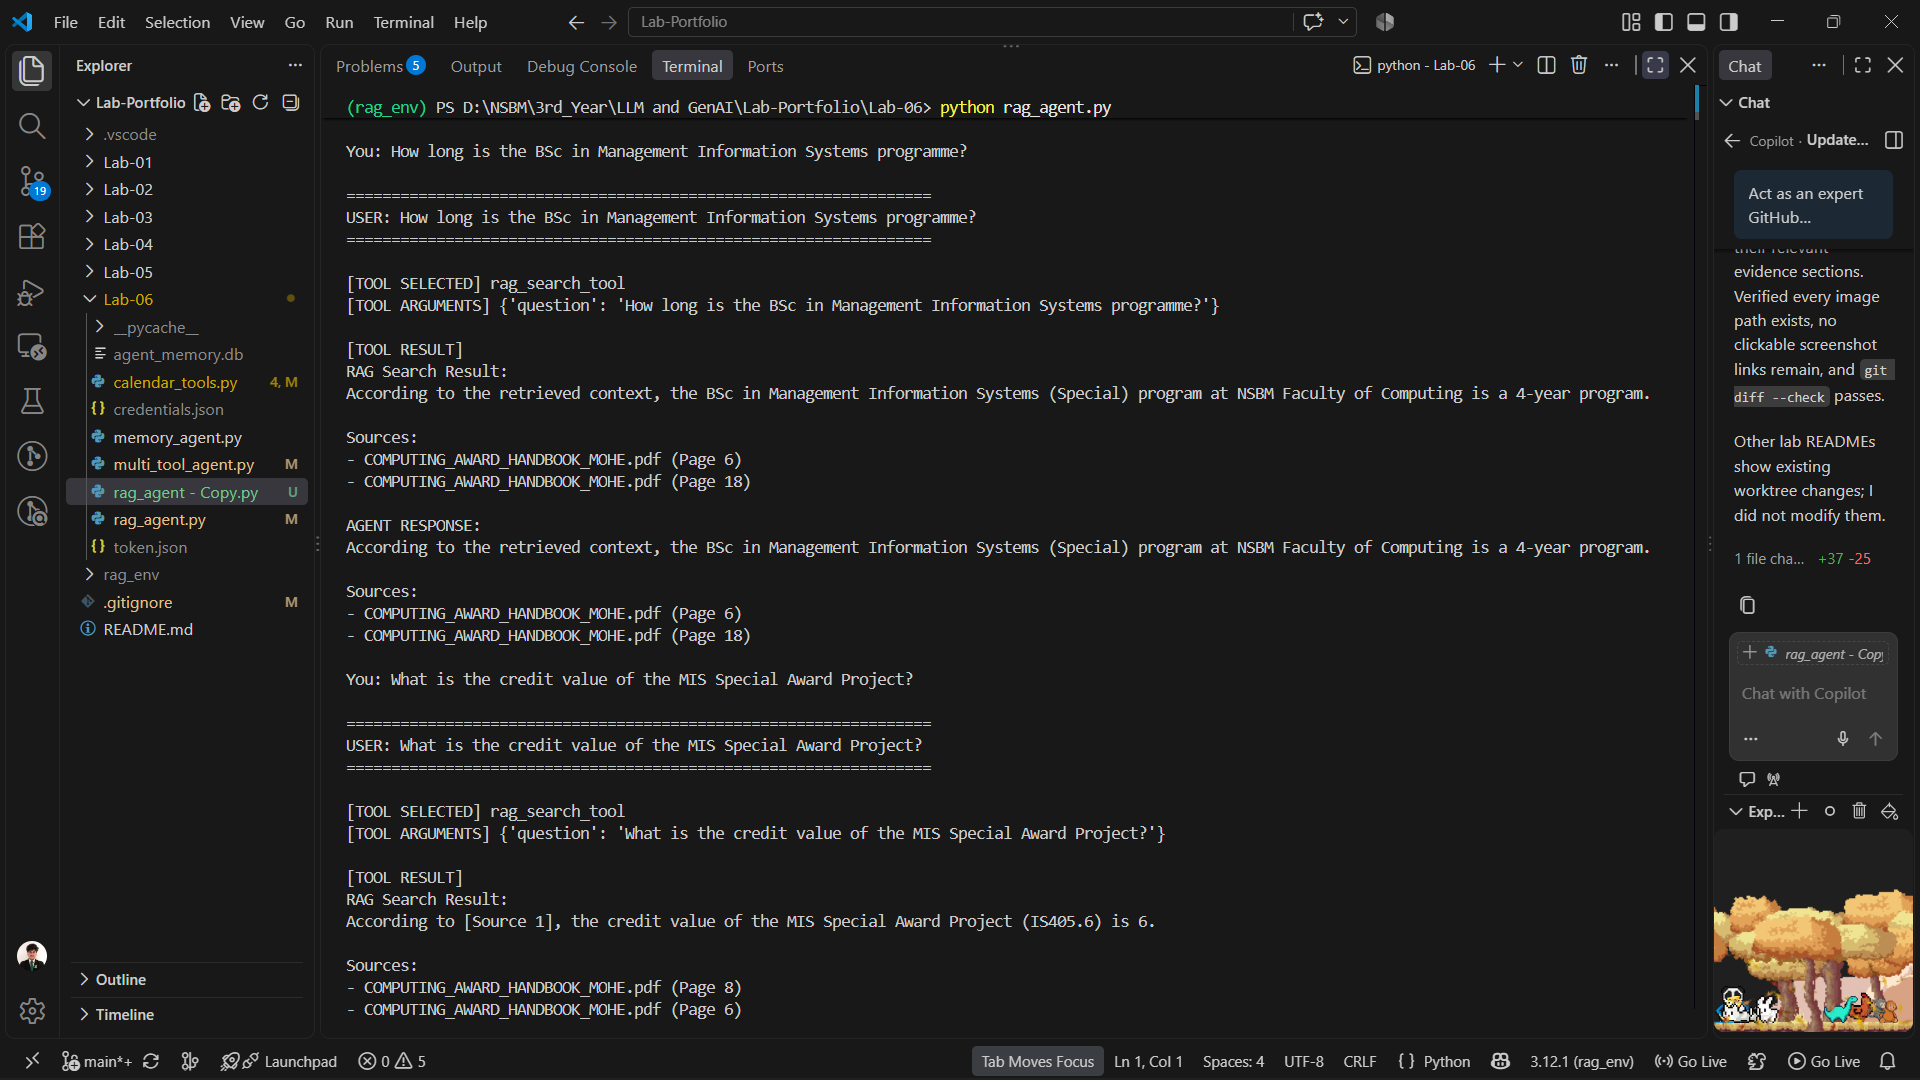 File Edit Selection View Go Run Terminal Help
Lab-Portfolio
Explorer
Lab-Portfolio
.vscode
Lab-01
Lab-02
Lab-03
Lab-04
Lab-05
Lab-06
__pycache__
agent_memory.db
calendar_tools.py 4, M
credentials.json
memory_agent.py
multi_tool_agent.py M
rag_agent - Copy.py U
rag_agent.py M
token.json
rag_env
.gitignore M
README.md
Outline
Timeline
19
Problems 5 Output Debug Console Terminal Ports
python - Lab-06
(rag_env) PS D:\NSBM\3rd_Year\LLM and GenAI\Lab-Portfolio\Lab-06> python rag_agent.py
You: How long is the BSc in Management Information Systems programme?
=================================================================
USER: How long is the BSc in Management Information Systems programme?
=================================================================
[TOOL SELECTED] rag_search_tool
[TOOL ARGUMENTS] {'question': 'How long is the BSc in Management Information Systems programme?'}
[TOOL RESULT]
RAG Search Result:
According to the retrieved context, the BSc in Management Information Systems (Special) program at NSBM Faculty of Computing is a 4-year program.
Sources:
- COMPUTING_AWARD_HANDBOOK_MOHE.pdf (Page 6)
- COMPUTING_AWARD_HANDBOOK_MOHE.pdf (Page 18)
AGENT RESPONSE:
According to the retrieved context, the BSc in Management Information Systems (Special) program at NSBM Faculty of Computing is a 4-year program.
Sources:
- COMPUTING_AWARD_HANDBOOK_MOHE.pdf (Page 6)
- COMPUTING_AWARD_HANDBOOK_MOHE.pdf (Page 18)
You: What is the credit value of the MIS Special Award Project?
=================================================================
USER: What is the credit value of the MIS Special Award Project?
=================================================================
[TOOL SELECTED] rag_search_tool
[TOOL ARGUMENTS] {'question': 'What is the credit value of the MIS Special Award Project?'}
[TOOL RESULT]
RAG Search Result:
According to [Source 1], the credit value of the MIS Special Award Project (IS405.6) is 6.
Sources:
- COMPUTING_AWARD_HANDBOOK_MOHE.pdf (Page 8)
- COMPUTING_AWARD_HANDBOOK_MOHE.pdf (Page 6)
Chat
Chat
Copilot · Update...
Act as an expert
GitHub...
their relevant
evidence sections.
Verified every image
path exists, no
clickable screenshot
links remain, and git
diff --check passes.
Other lab READMEs
show existing
worktree changes; I
did not modify them.
1 file cha... +37 -25
rag_agent - Copy
Chat with Copilot
Exp...
main*+ Launchpad 0 5 Tab Moves Focus Ln 1, Col 1 Spaces: 4 UTF-8 CRLF { } Python 3.12.1 (rag_env) Go Live Go Live